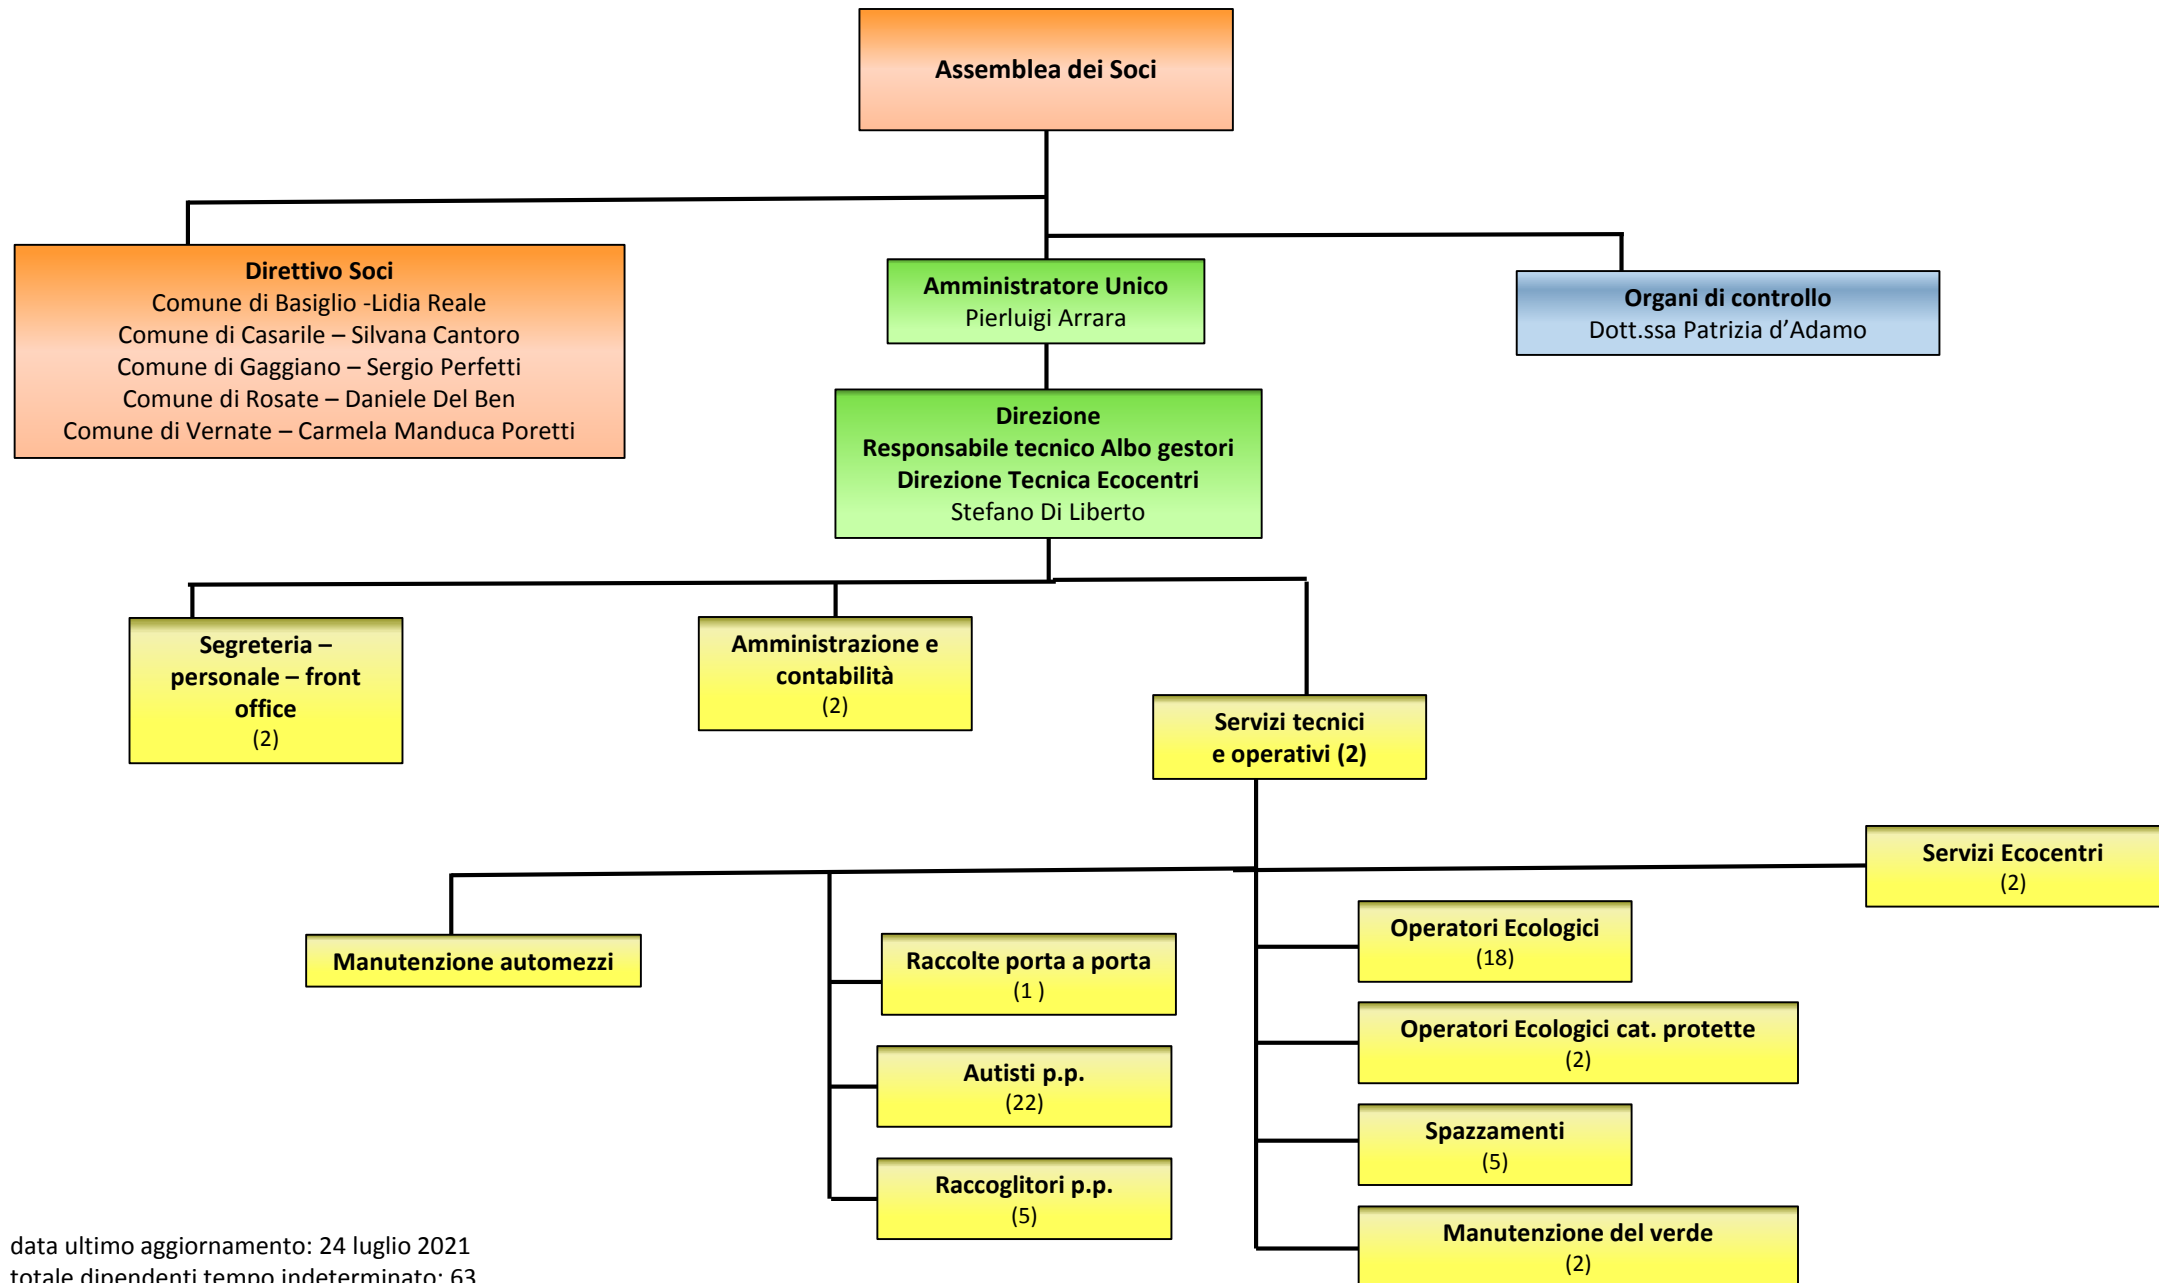 Assemblea dei Soci
Direttivo Soci
Comune di Basiglio -Lidia Reale
Comune di Casarile – Silvana Cantoro
Comune di Gaggiano – Sergio Perfetti
Comune di Rosate – Daniele Del Ben
Comune di Vernate – Carmela Manduca Poretti
Amministratore Unico
Pierluigi Arrara
Organi di controllo
Dott.ssa Patrizia d’Adamo
Direzione
Responsabile tecnico Albo gestori
Direzione Tecnica Ecocentri
Stefano Di Liberto
Segreteria –
personale – front
office
(2)
Amministrazione e
contabilità
(2)
Servizi tecnici
e operativi (2)
Servizi Ecocentri
(2)
Manutenzione automezzi
Raccolte porta a porta
(1 )
Autisti p.p.
(22)
Raccoglitori p.p.
(5)
Operatori Ecologici
(18)
Operatori Ecologici cat. protette
(2)
Spazzamenti
(5)
Manutenzione del verde
(2)
data ultimo aggiornamento: 24 luglio 2021
totale dipendenti tempo indeterminato: 63